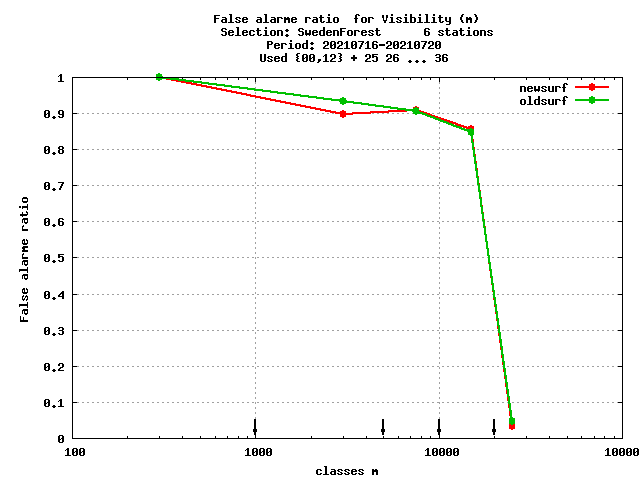 False alarme ratio  for Visibility (m)
Selection: SwedenForest      6 stations
Period: 20210716-20210720
Used {00,12} + 25 26 ... 36
newsurf
oldsurf
1
0.9
0.8
0.7
0.6
0.5
0.4
0.3
0.2
0.1
0
False alarme ratio
100
1000
10000
10000
classes m